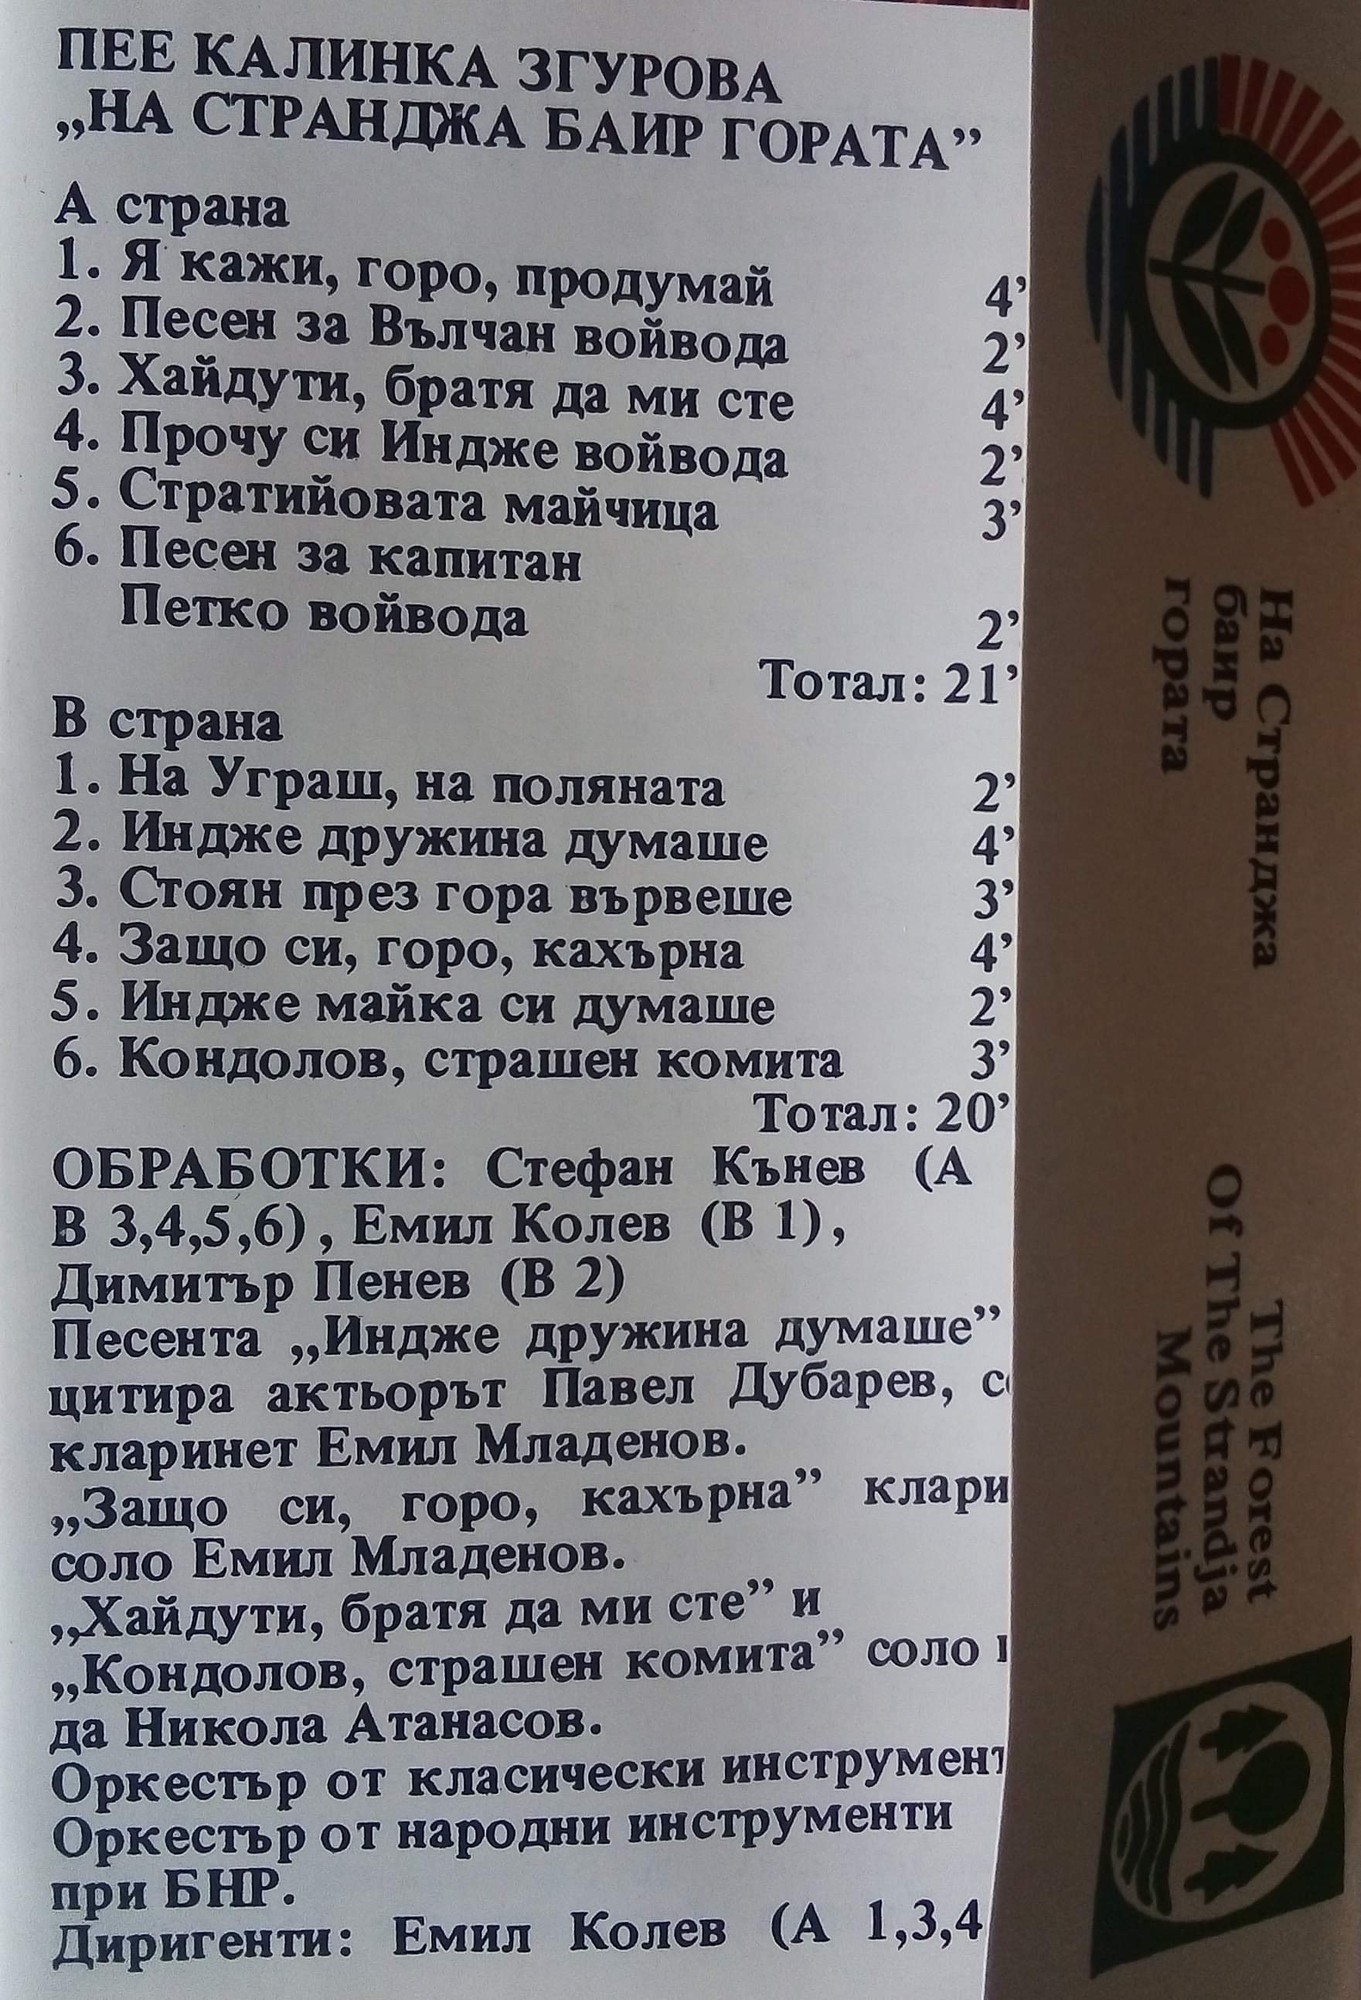 ПЕЕ КАЛИНКА ЗГУРОВА
„НА СТРАНДЖА БАИР ГОРАТА”
А страна
1. Я кажи, горо, продумай 4’
2. Песен за Вълчан войвода 2’
3. Хайдути, братя да ми сте 4’
4. Прочу си Индже войвода 2’
5. Стратийовата майчица 3’
6. Песен за капитан
Петко войвода 2’
Тотал: 21’
В страна
1. На Уграш, на поляната 2’
2. Индже дружина думаше 4’
3. Стоян през гора вървеше 3’
4. Защо си, горо, кахърна 4’
5. Индже майка си думаше 2’
6. Кондолов, страшен комита 3’
Тотал: 20’
ОБРАБОТКИ: Стефан Кънев (А
В 3,4,5,6), Емил Колев (В 1),
Димитър Пенев (В 2)
Песента „Индже дружина думаше”
цитира актьорът Павел Дубарев,
кларинет Емил Младенов.
„Защо си, горо, кахърна” клари
соло Емил Младенов.
„Хайдути, братя да ми сте” и
„Кондолов, страшен комита” соло
да Никола Атанасов.
Оркестър от класически инструмент
Оркестър от народни инструменти
при БНР.
Диригенти: Емил Колев (А 1,3,4
На Странджа
баир
гората
The Forest
Of The Strandja
Mountains